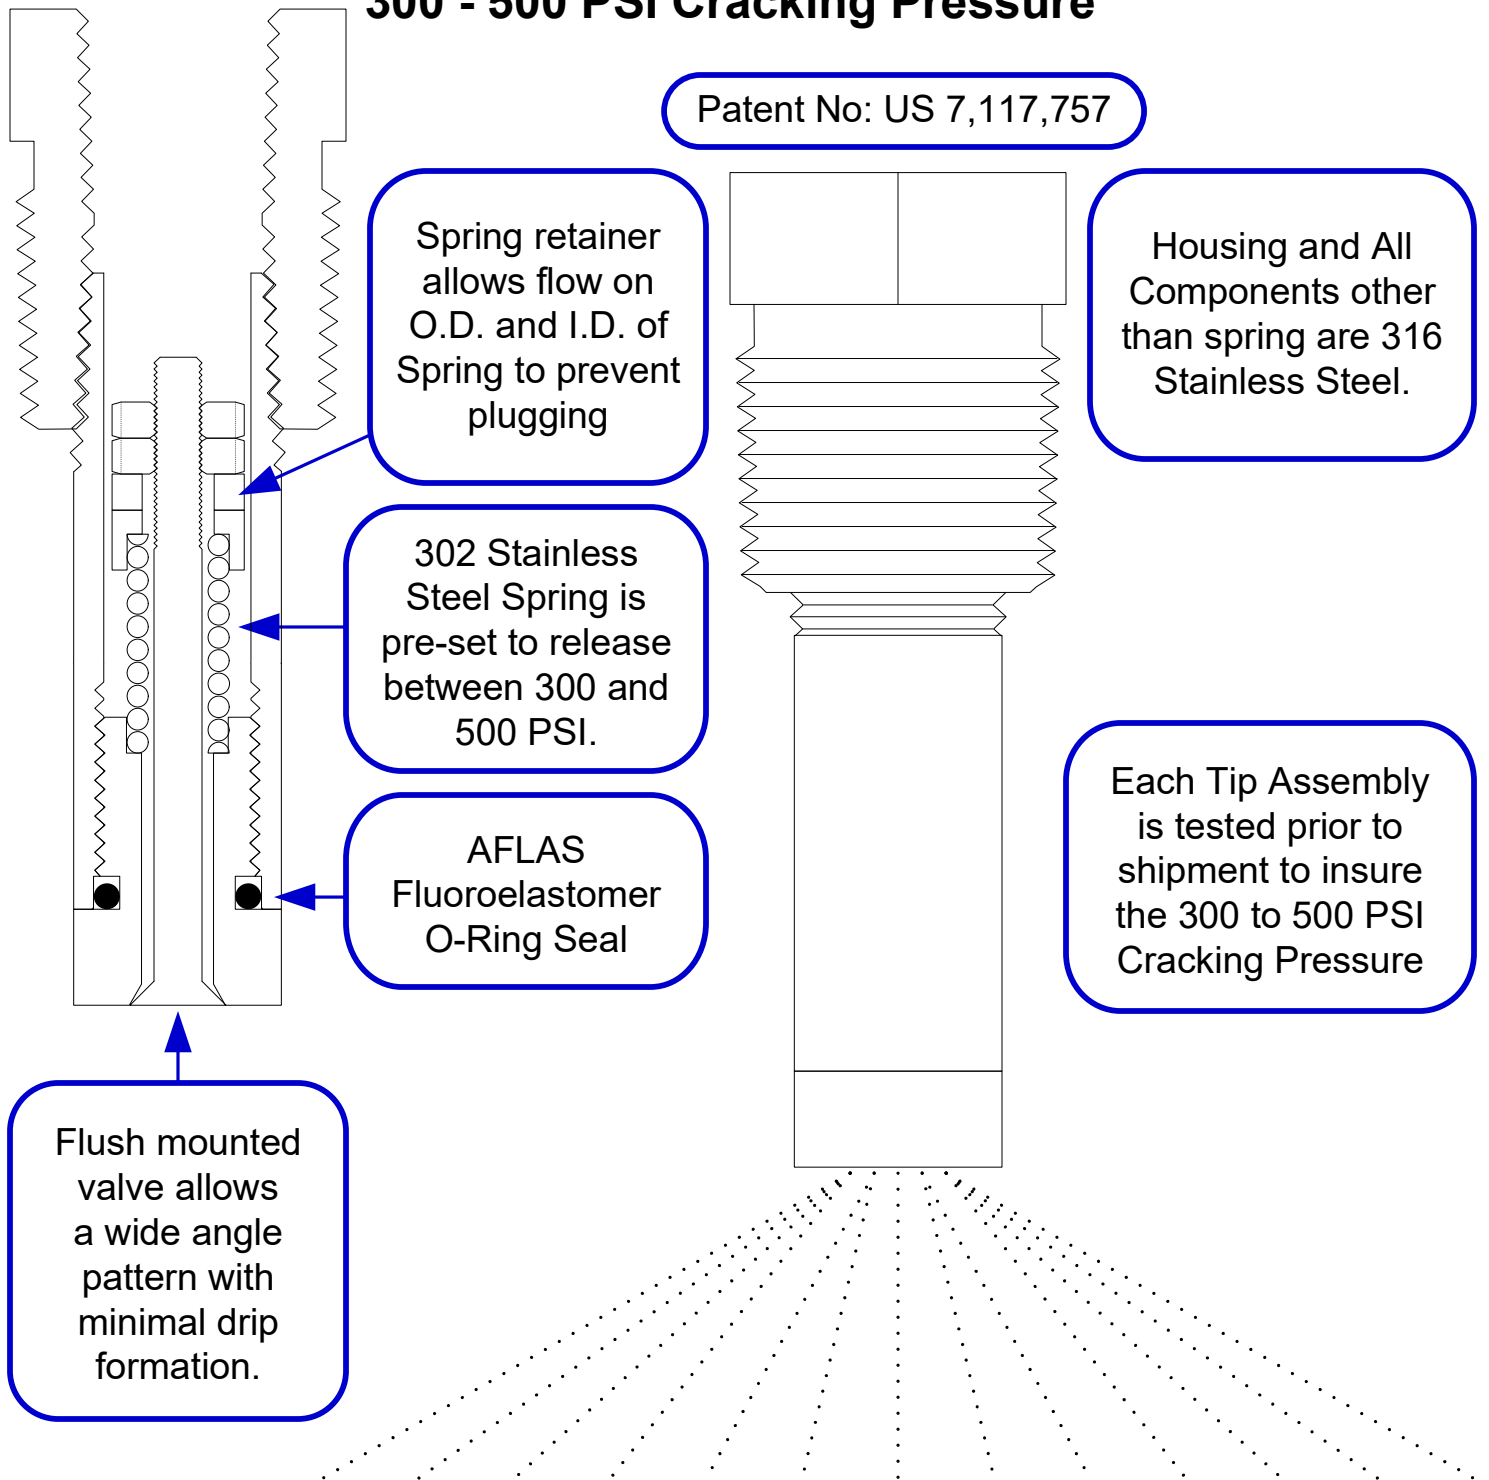 300 - 500 PSI Cracking Pressure
Patent No: US 7,117,757
Spring retainer
allows flow on
O.D. and I.D. of
Spring to prevent
plugging
Housing and All
Components other
than spring are 316
Stainless Steel.
302 Stainless
Steel Spring is
pre-set to release
between 300 and
500 PSI.
Each Tip Assembly
is tested prior to
shipment to insure
the 300 to 500 PSI
Cracking Pressure
AFLAS
Fluoroelastomer
O-Ring Seal
Flush mounted
valve allows
a wide angle
pattern with
minimal drip
formation.